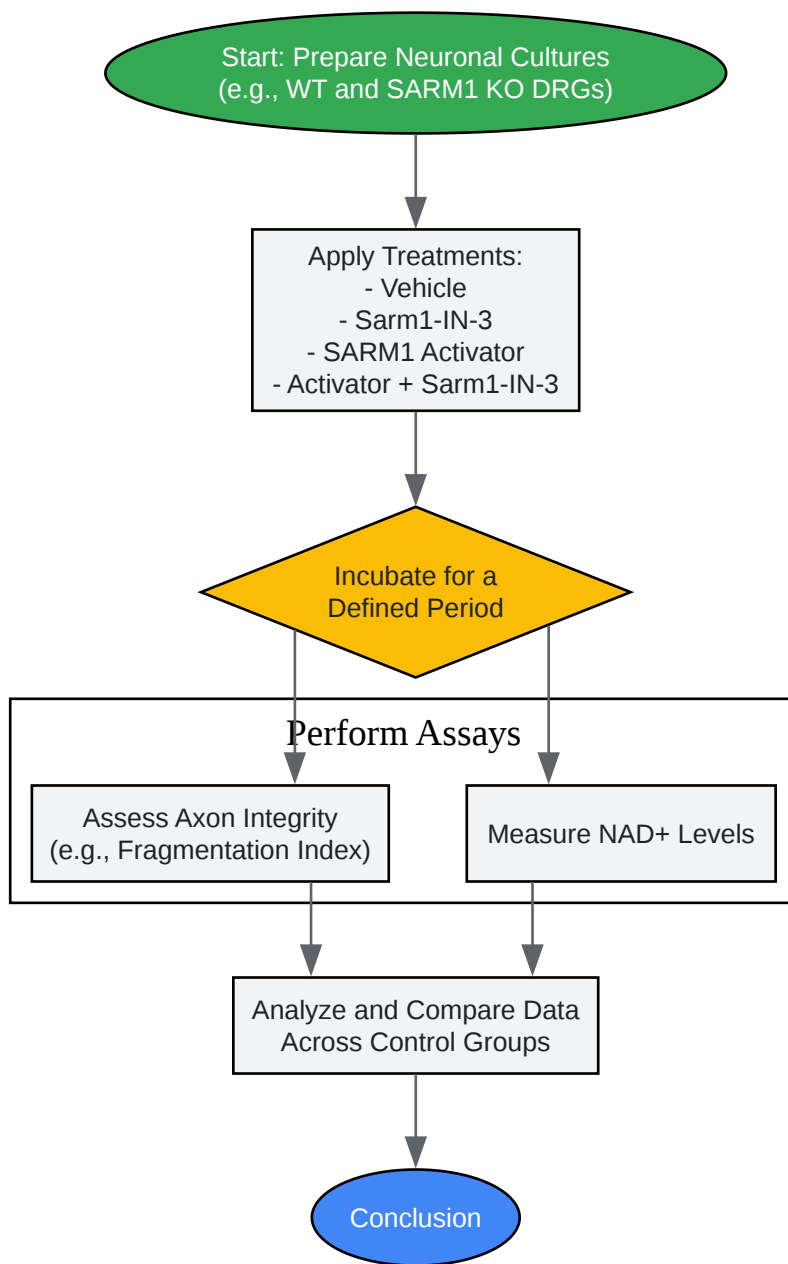 Start: Prepare Neuronal Cultures
(e.g., WT and SARM1 KO DRGs)
Apply Treatments:
- Vehicle
- Sarm1-IN-3
- SARM1 Activator
- Activator + Sarm1-IN-3
Incubate for a
Defined Period
Perform Assays
Assess Axon Integrity
(e.g., Fragmentation Index)
Measure NAD+ Levels
Analyze and Compare Data
Across Control Groups
Conclusion